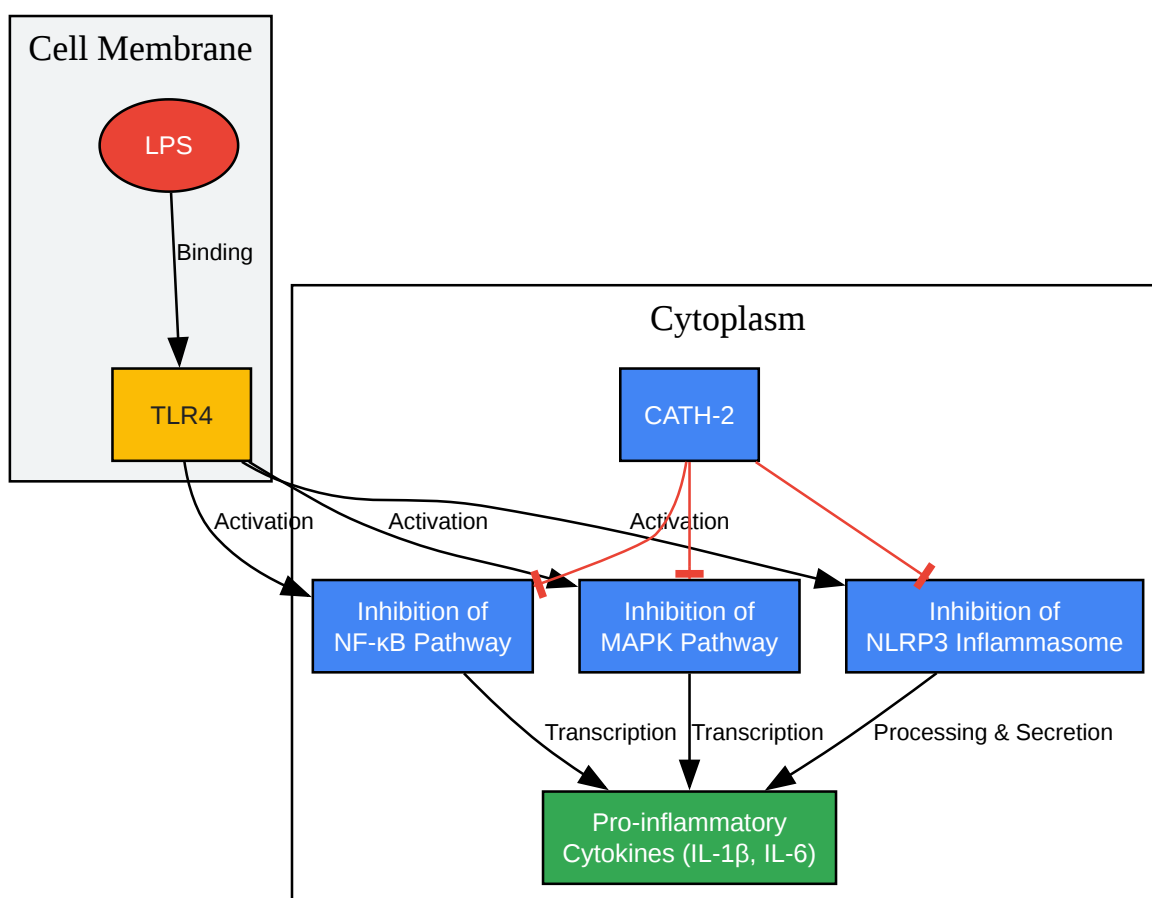 Cell Membrane
LPS
Binding
Cytoplasm
TLR4
CATH-2
Activation
Activation
Activation
Inhibition of
NF-κB Pathway
Inhibition of
MAPK Pathway
Inhibition of
NLRP3 Inflammasome
Transcription
Transcription
Processing & Secretion
Pro-inflammatory
Cytokines (IL-1β, IL-6)